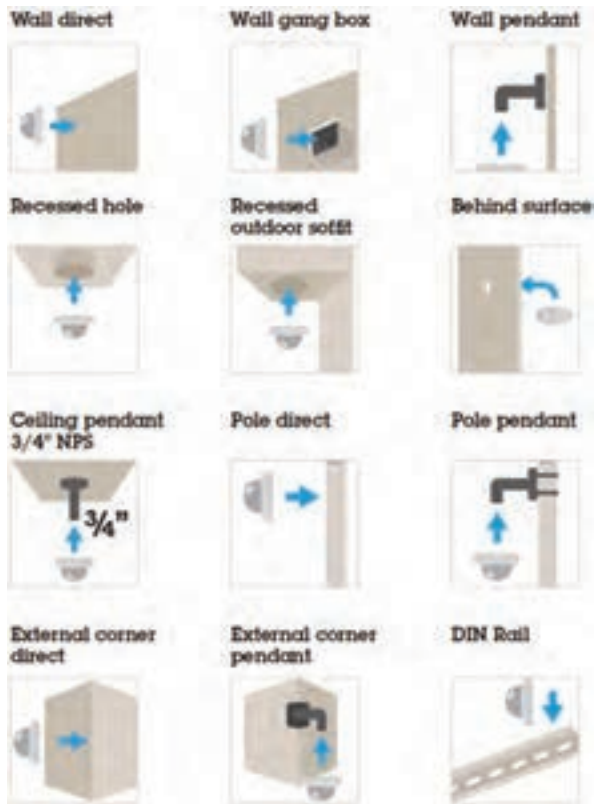 Wall direct
Wall gang box
Wall pendant
Recessed hole
Recessed
outdoor soffit
Behind surface
Ceiling pendant
3/4" NPS
3/4"
Pole direct
Pole pendant
External corner
direct
External corner
pendant
DIN Rail